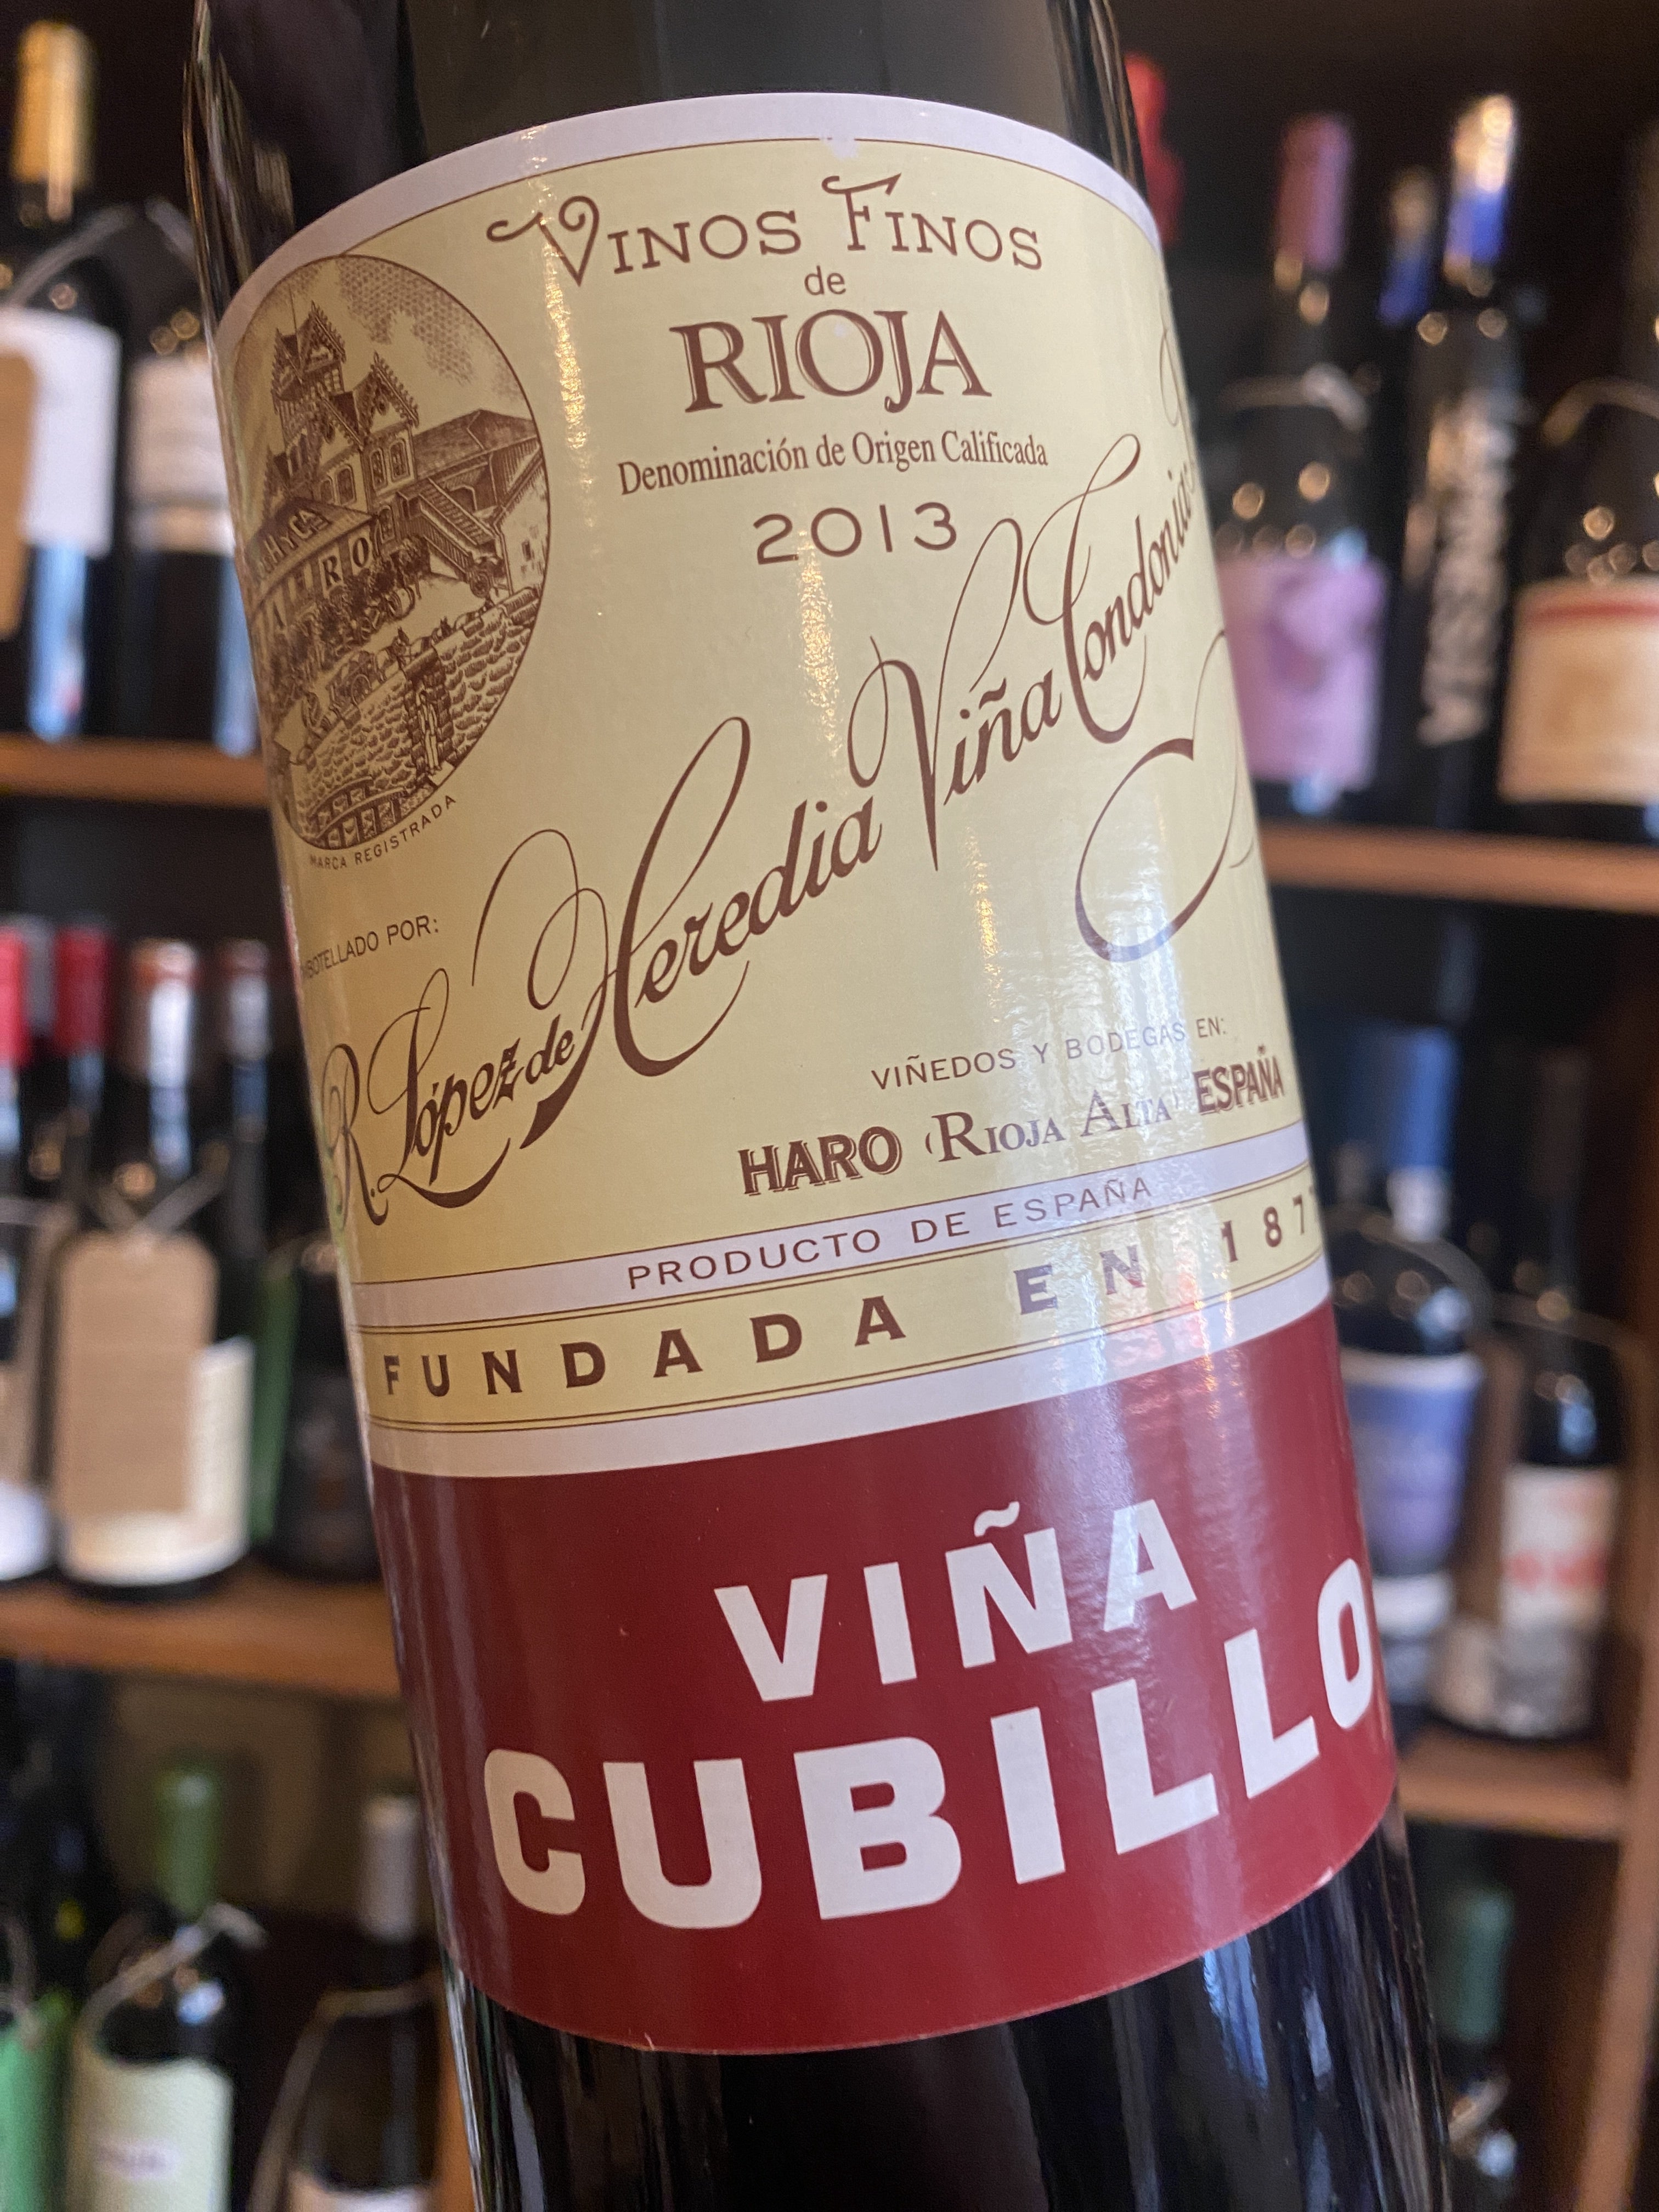 VINOS FINOS
de
RIOJA
Denominación de Origen Calificada
2013
MARCA REGISTRADA
R. López de Heredia Viña Tondonia
VIÑEDOS Y BODEGAS EN:
HARO (RIOJA ALTA) ESPAÑA
PRODUCTO DE ESPAÑA
FUNDADA EN 187
VIÑA
CUBILLO